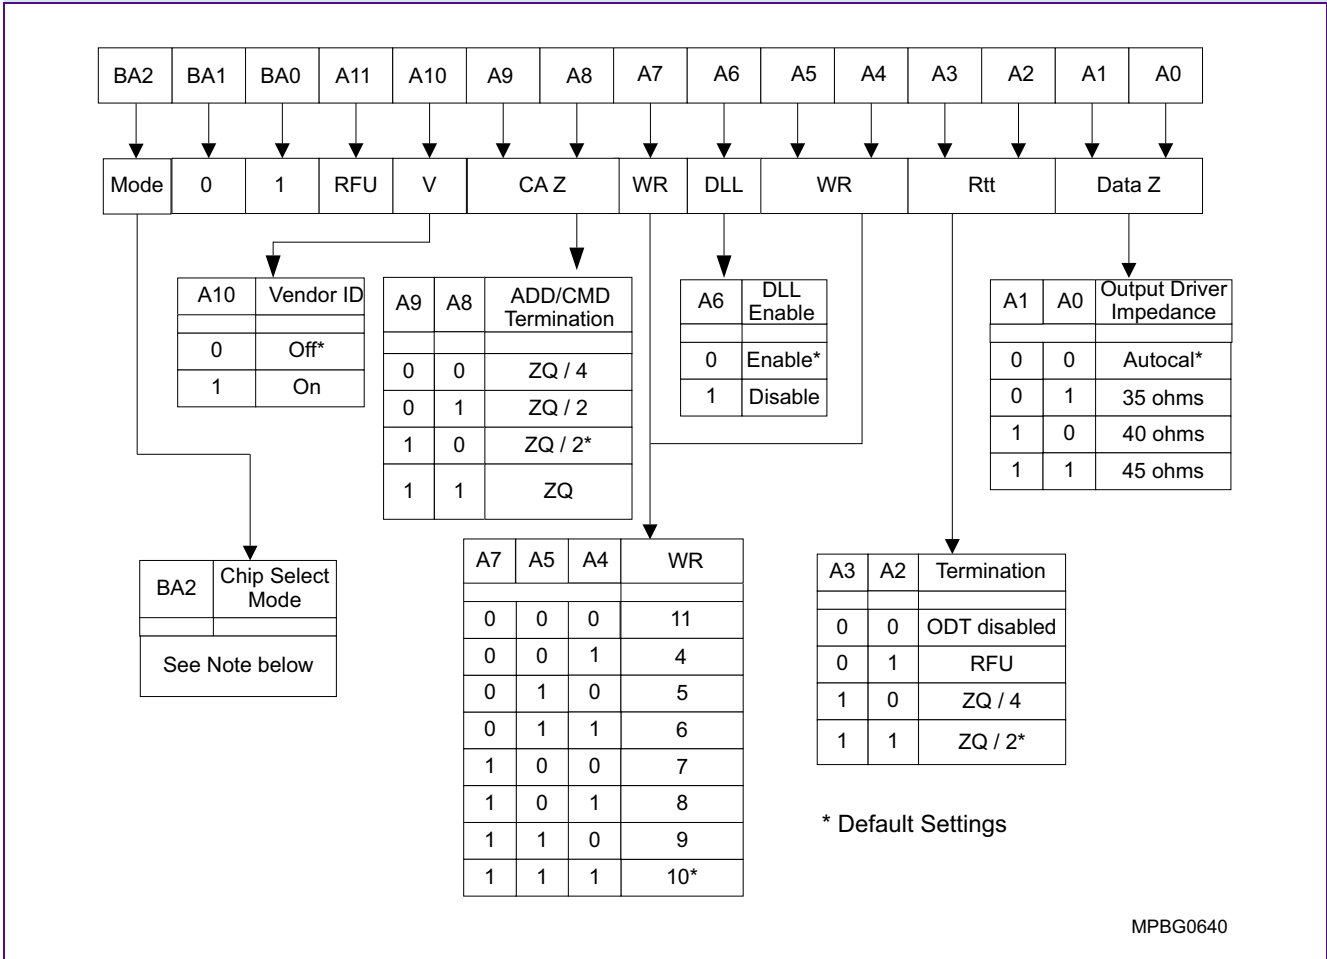 BA2 BA1 BA0 A11 A10 A9 A8 A7 A6 A5 A4 A3 A2 A1 A0
Mode 0 1 RFU V CA Z WR DLL WR Rtt Data Z
A10 Vendor ID
0 Off*
1 On
A9 A8 ADD/CMD
Termination
0 0 ZQ / 4
0 1 ZQ / 2
1 0 ZQ / 2*
1 1 ZQ
A6 DLL
Enable
0 Enable*
1 Disable
A1 A0 Output Driver
Impedance
0 0 Autocal*
0 1 35 ohms
1 0 40 ohms
1 1 45 ohms
BA2 Chip Select
Mode
See Note below
A7 A5 A4 WR
0 0 0 11
0 0 1 4
0 1 0 5
0 1 1 6
1 0 0 7
1 0 1 8
1 1 0 9
1 1 1 10*
A3 A2 Termination
0 0 ODT disabled
0 1 RFU
1 0 ZQ / 4
1 1 ZQ / 2*
* Default Settings
MPBG0640